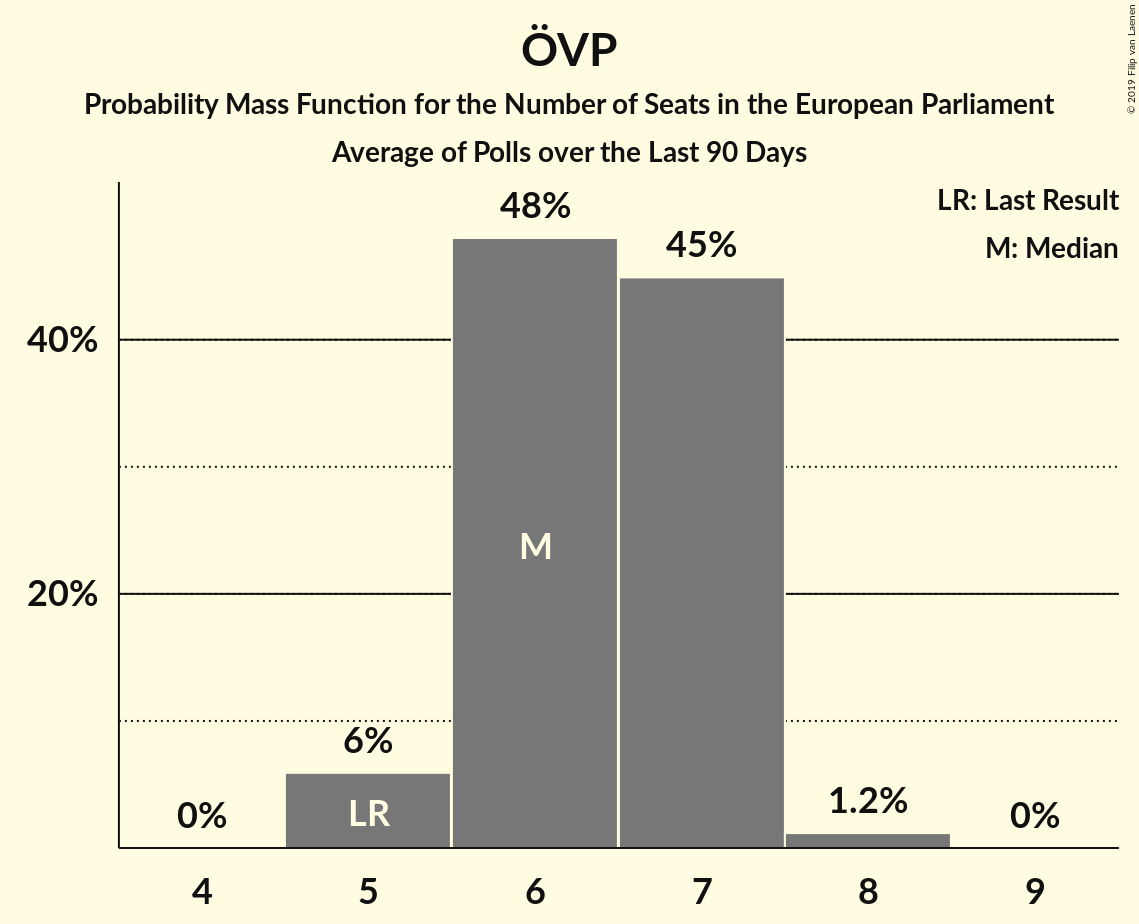 ÖVP
Probability Mass Function for the Number of Seats in the European Parliament
Average of Polls over the Last 90 Days
© 2019 Filip van Laenen
LR: Last Result
M: Median
48%
45%
40%
M
20%
6%
LR
1.2%
0%
0%
4 5 6 7 8 9